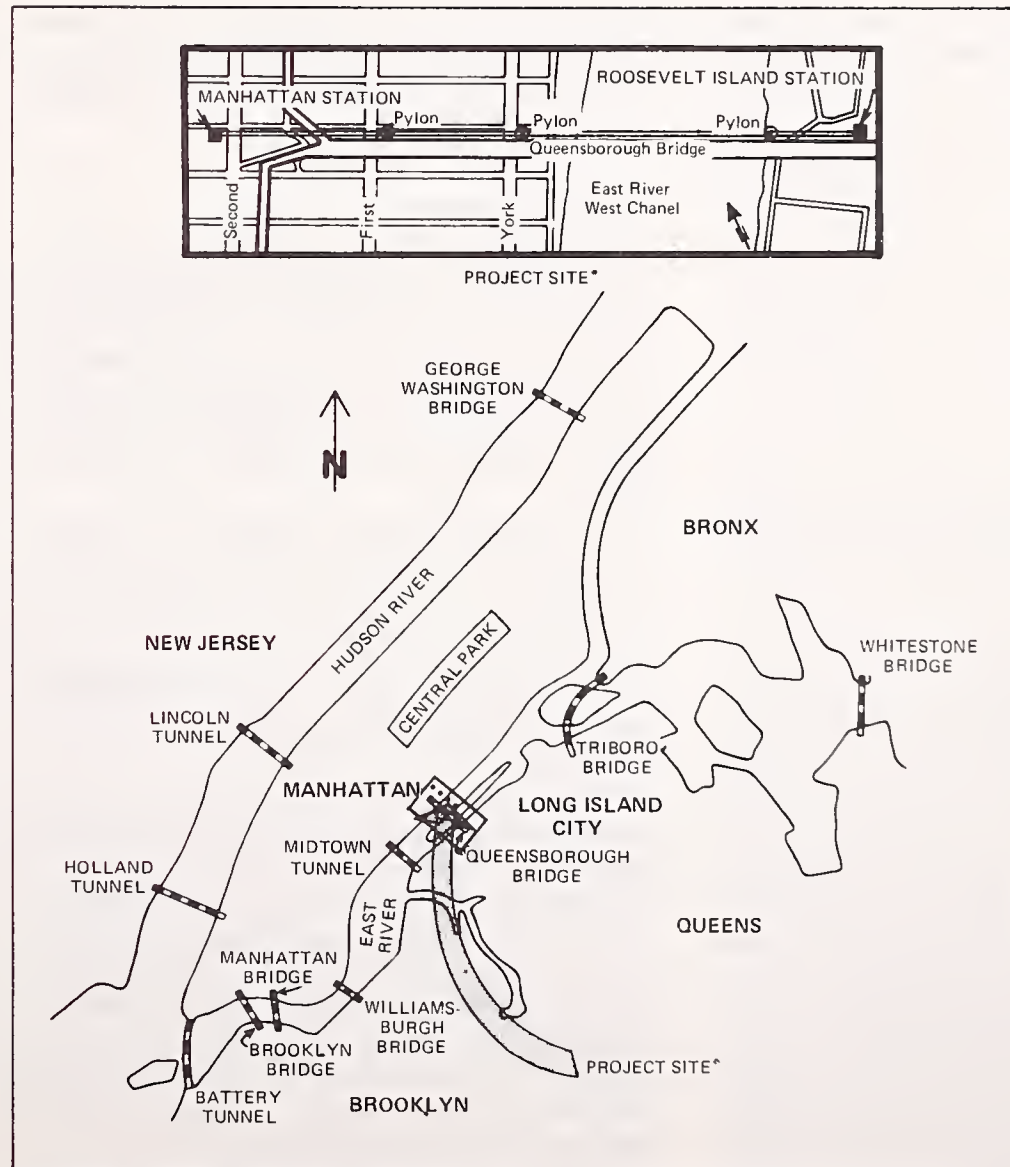 ROOSEVELT ISLAND STATION
MANHATTAN STATION
Pylon
Pylon
Pylon
Queensborough Bridge
East River
West Chanel
Second
First
York
PROJECT SITE*
GEORGE
WASHINGTON
BRIDGE
N
BRONX
HUDSON RIVER
NEW JERSEY
CENTRAL PARK
WHITESTONE
BRIDGE
LINCOLN
TUNNEL
TRIBORO
BRIDGE
MANHATTAN
LONG ISLAND
CITY
MIDTOWN
TUNNEL
QUEENSBOROUGH
BRIDGE
HOLLAND
TUNNEL
EAST
RIVER
QUEENS
MANHATTAN
BRIDGE
WILLIAMS-
BURGH
BRIDGE
BROOKLYN
BRIDGE
PROJECT SITE*
BATTERY
TUNNEL
BROOKLYN